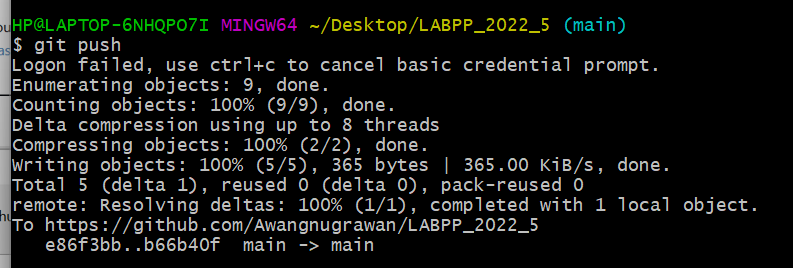 HP@LAPTOP-6NHQPO7I MINGW64 ~/Desktop/LABPP_2022_5 (main)
$ git push
Logon failed, use ctrl+c to cancel basic credential prompt.
Enumerating objects: 9, done.
Counting objects: 100% (9/9), done.
Delta compression using up to 8 threads
Compressing objects: 100% (2/2), done.
Writing objects: 100% (5/5), 365 bytes | 365.00 KiB/s, done.
Total 5 (delta 1), reused 0 (delta 0), pack-reused 0
remote: Resolving deltas: 100% (1/1), completed with 1 local object.
To https://github.com/Awangnugrawan/LABPP_2022_5
   e86f3bb..b66b40f  main -> main